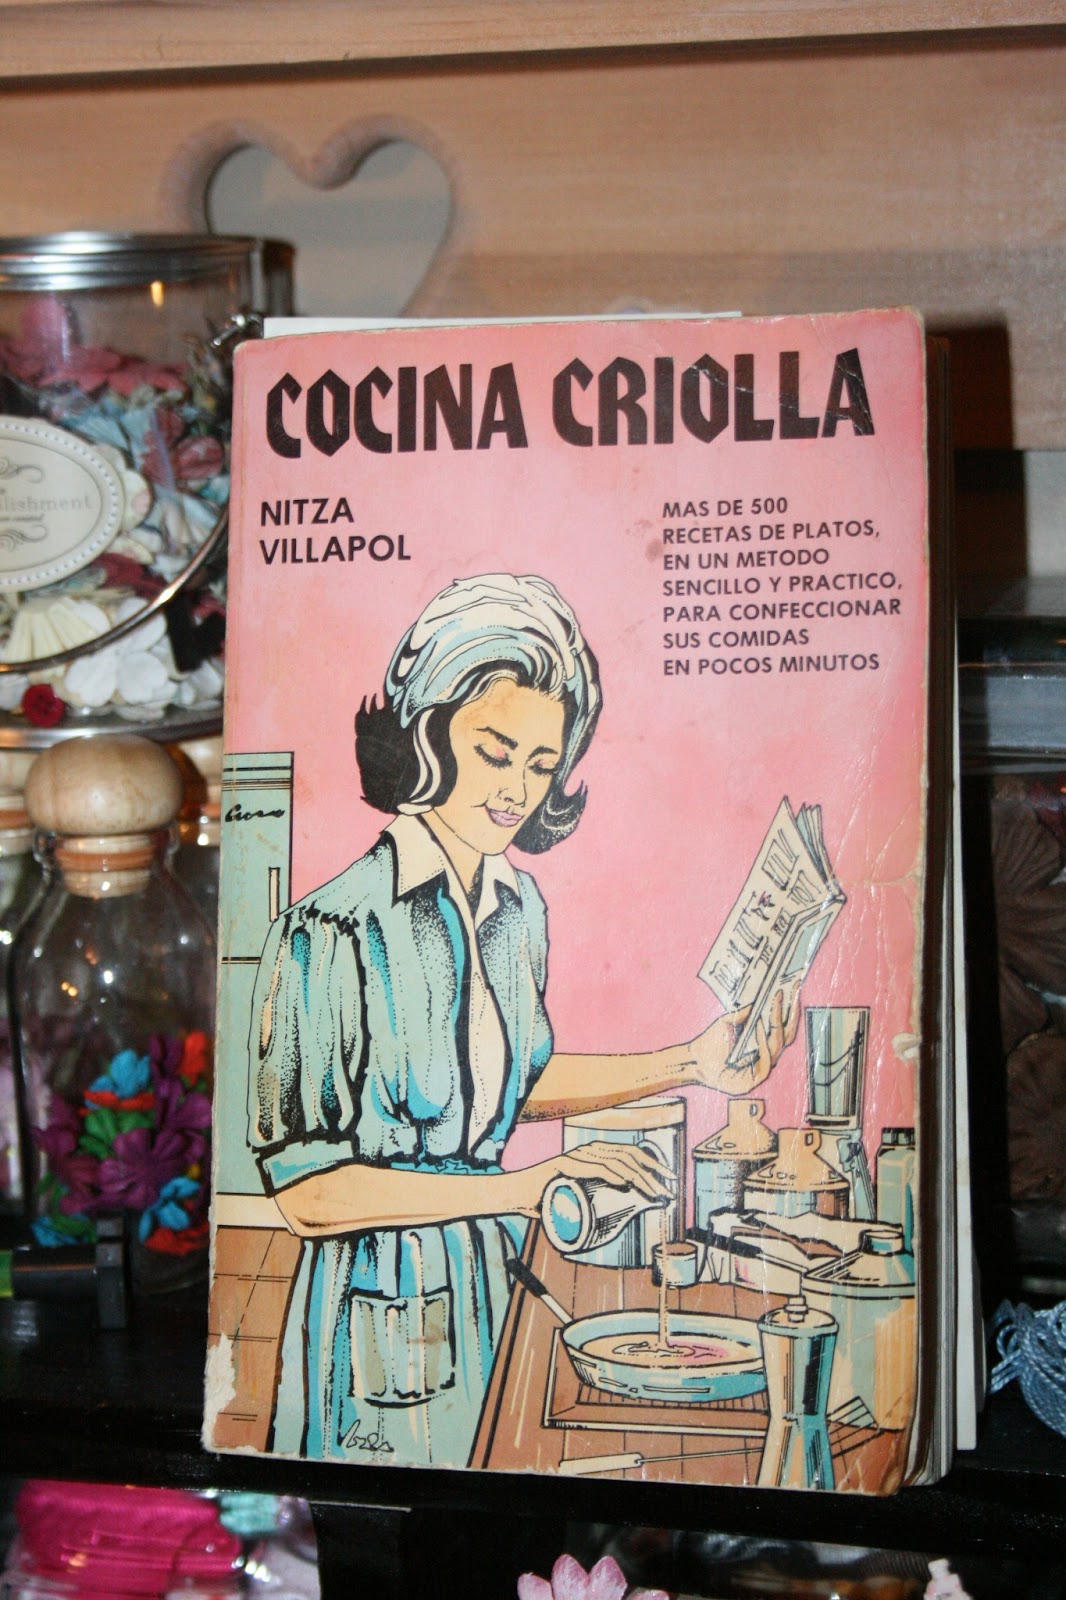 COCINA CRIOLLA
NITZA
VILLAPOL
MAS DE 500
RECETAS DE PLATOS,
EN UN METODO
SENCILLO Y PRACTICO,
PARA CONFECCIONAR
SUS COMIDAS
EN POCOS MINUTOS